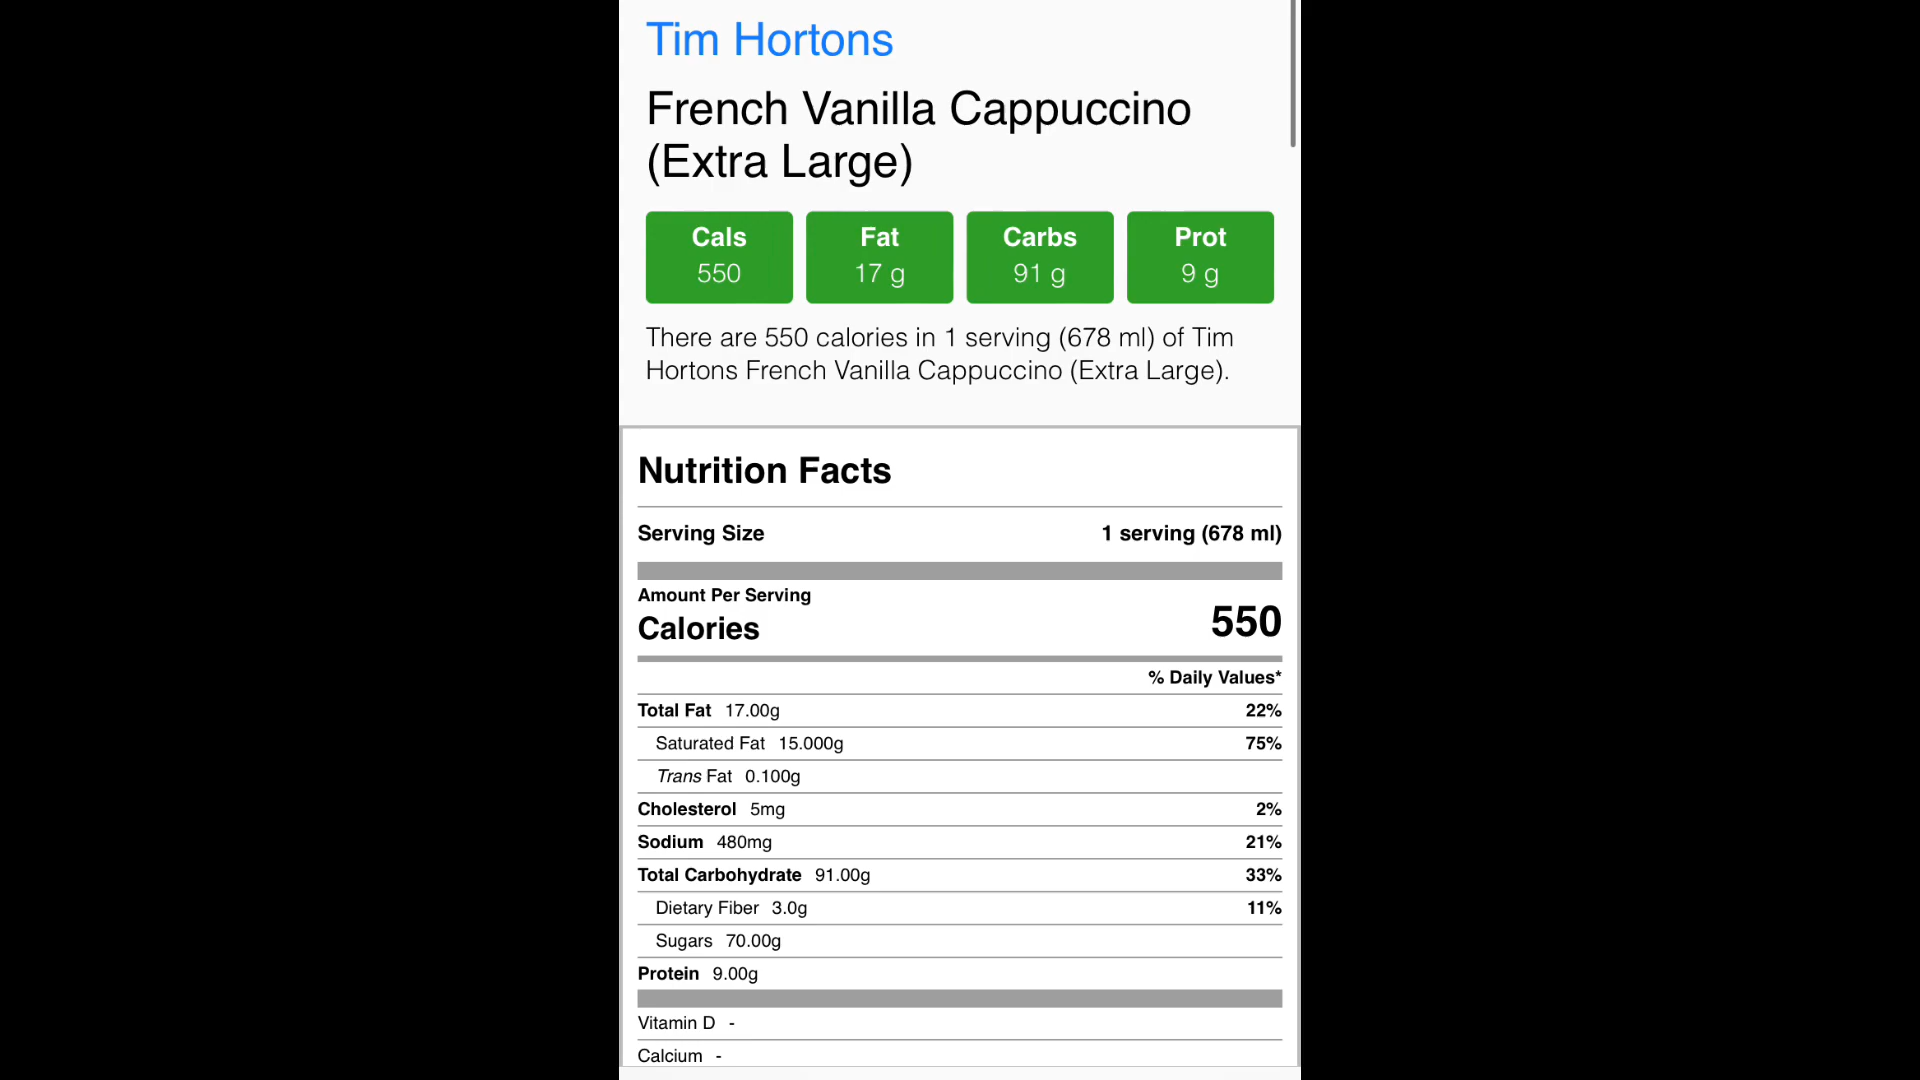 Tim Hortons
French Vanilla Cappuccino
(Extra Large)
Cals Fat Carbs Prot
550 17 g 91 g 9 g
There are 550 calories in 1 serving (678 ml) of Tim
Hortons French Vanilla Cappuccino (Extra Large).
Nutrition Facts
Serving Size 1 serving (678 ml)
Amount Per Serving
Calories 550
% Daily Values*
Total Fat 17.00g 22%
Saturated Fat 15.000g 75%
Trans Fat 0.100g
Cholesterol 5mg 2%
Sodium 480mg 21%
Total Carbohydrate 91.00g 33%
Dietary Fiber 3.0g 11%
Sugars 70.00g
Protein 9.00g
Vitamin D -
Calcium -